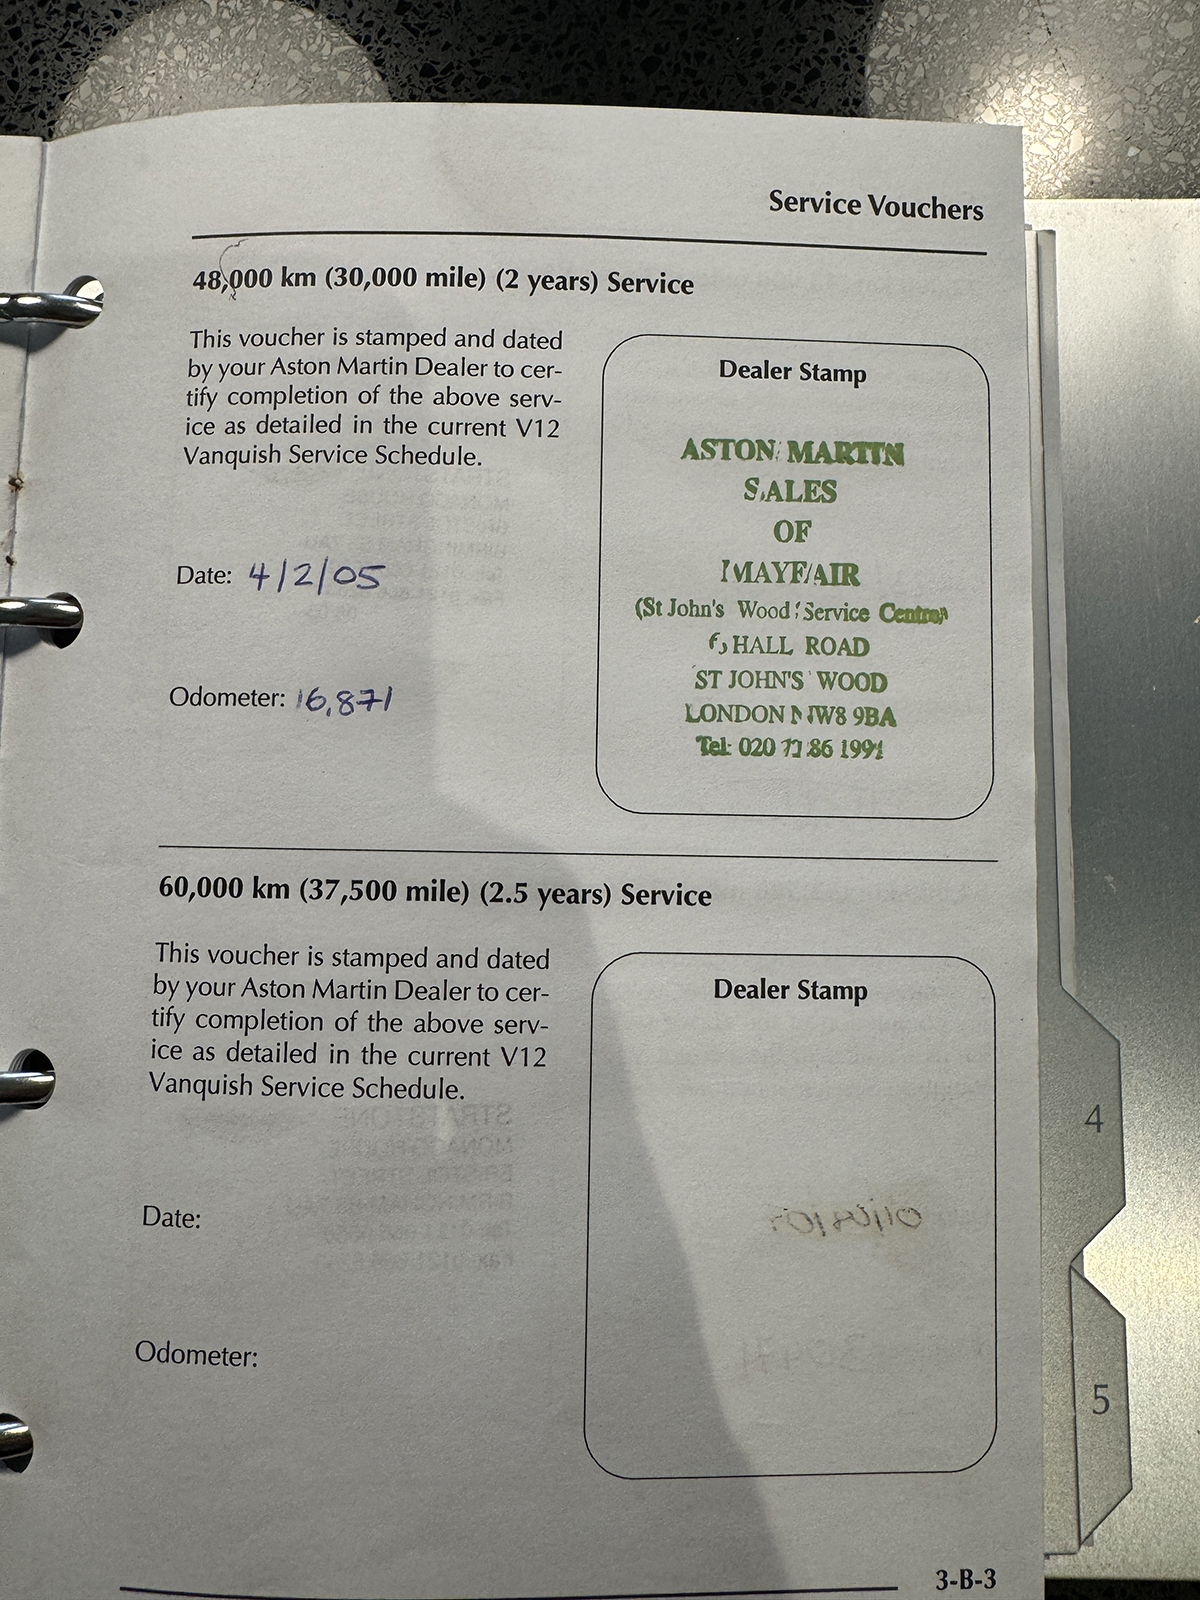 Service Vouchers
48,000 km (30,000 mile) (2 years) Service
This voucher is stamped and dated
by your Aston Martin Dealer to cer-
tify completion of the above serv-
ice as detailed in the current V12
Vanquish Service Schedule.
Date: 4/2/05
Odometer: 16,871
Dealer Stamp
ASTON MARTIN
SALES
OF
MAYFAIR
(St John's Wood Service Centre)
HALL ROAD
ST JOHN'S WOOD
LONDON NW8 9BA
Tel: 020 7286 1991
60,000 km (37,500 mile) (2.5 years) Service
This voucher is stamped and dated
by your Aston Martin Dealer to cer-
tify completion of the above serv-
ice as detailed in the current V12
Vanquish Service Schedule.
Date:
Odometer:
Dealer Stamp
4
5
3-B-3